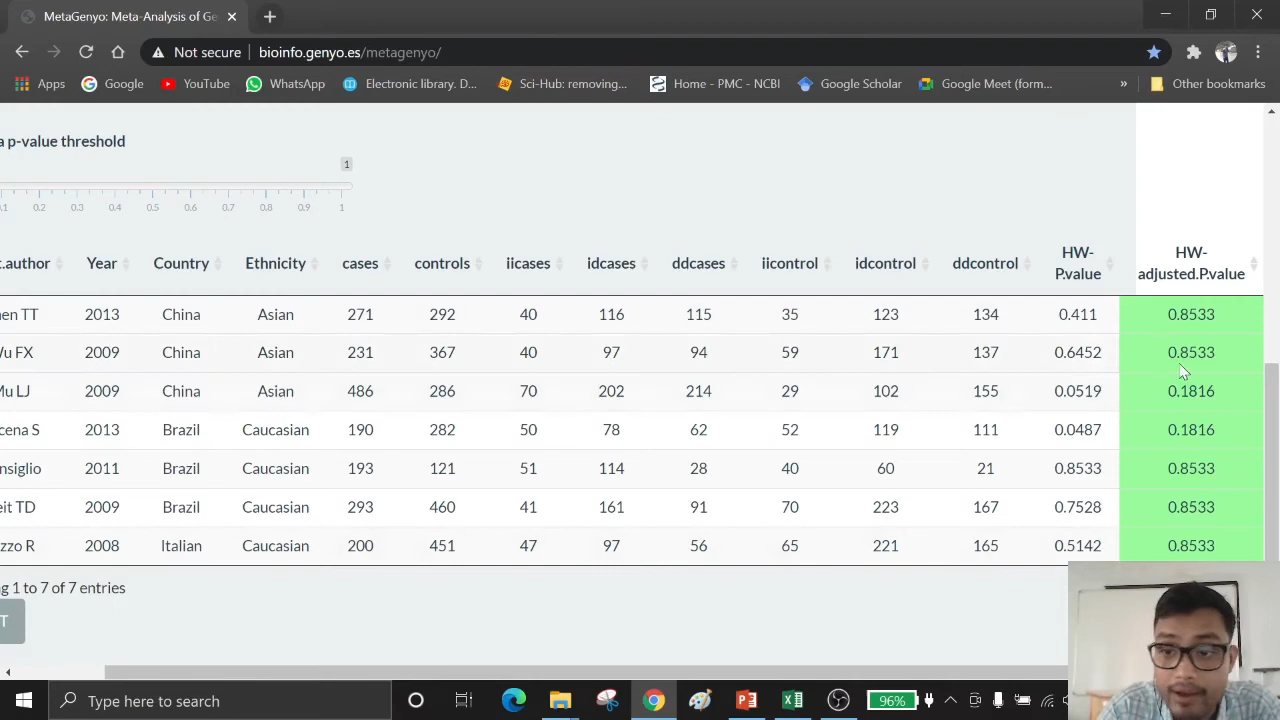 MetaGenyo: Meta-Analysis of Ge
Not secure bioinfo.genyo.es/metagenyo/
Apps Google YouTube WhatsApp Electronic library. D... Sci-Hub: removing... Home - PMC - NCBI Google Scholar Google Meet (form... » Other bookmarks
a p-value threshold
1
0.1 0.2 0.3 0.4 0.5 0.6 0.7 0.8 0.9 1
t.author Year Country Ethnicity cases controls iicases idcases ddcases iicontrol idcontrol ddcontrol HW-P.value HW-adjusted.P.value
en TT 2013 China Asian 271 292 40 116 115 35 123 134 0.411 0.8533
Wu FX 2009 China Asian 231 367 40 97 94 59 171 137 0.6452 0.8533
Mu LJ 2009 China Asian 486 286 70 202 214 29 102 155 0.0519 0.1816
cena S 2013 Brazil Caucasian 190 282 50 78 62 52 119 111 0.0487 0.1816
nsiglio 2011 Brazil Caucasian 193 121 51 114 28 40 60 21 0.8533 0.8533
eit TD 2009 Brazil Caucasian 293 460 41 161 91 70 223 167 0.7528 0.8533
zzo R 2008 Italian Caucasian 200 451 47 97 56 65 221 165 0.5142 0.8533
g 1 to 7 of 7 entries
T
Type here to search 96%